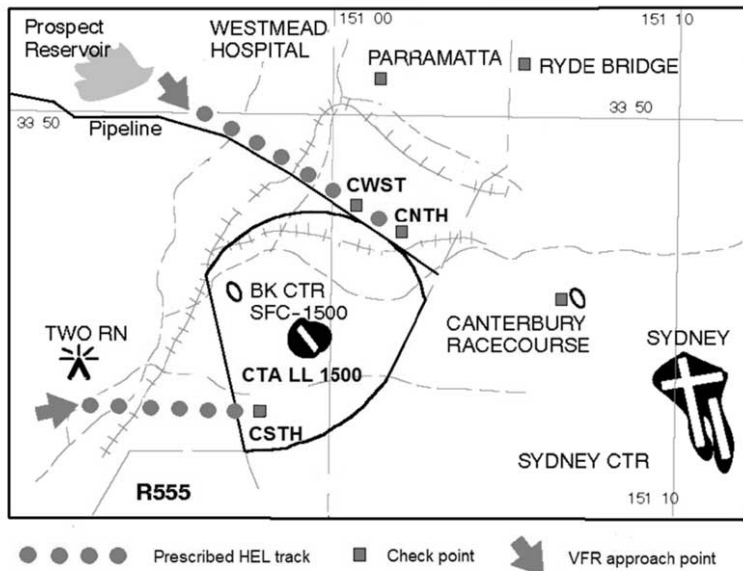 Prospect
Reservoir
WESTMEAD
HOSPITAL
151 00
151 10
PARRAMATTA
RYDE BRIDGE
33 50
Pipeline
33 50
CWST
CNTH
BK CTR
SFC-1500
TWO RN
CANTERBURY
RACECOURSE
SYDNEY
CTA LL 1500
CSTH
SYDNEY CTR
R555
151 10
Prescribed HEL track
Check point
VFR approach point